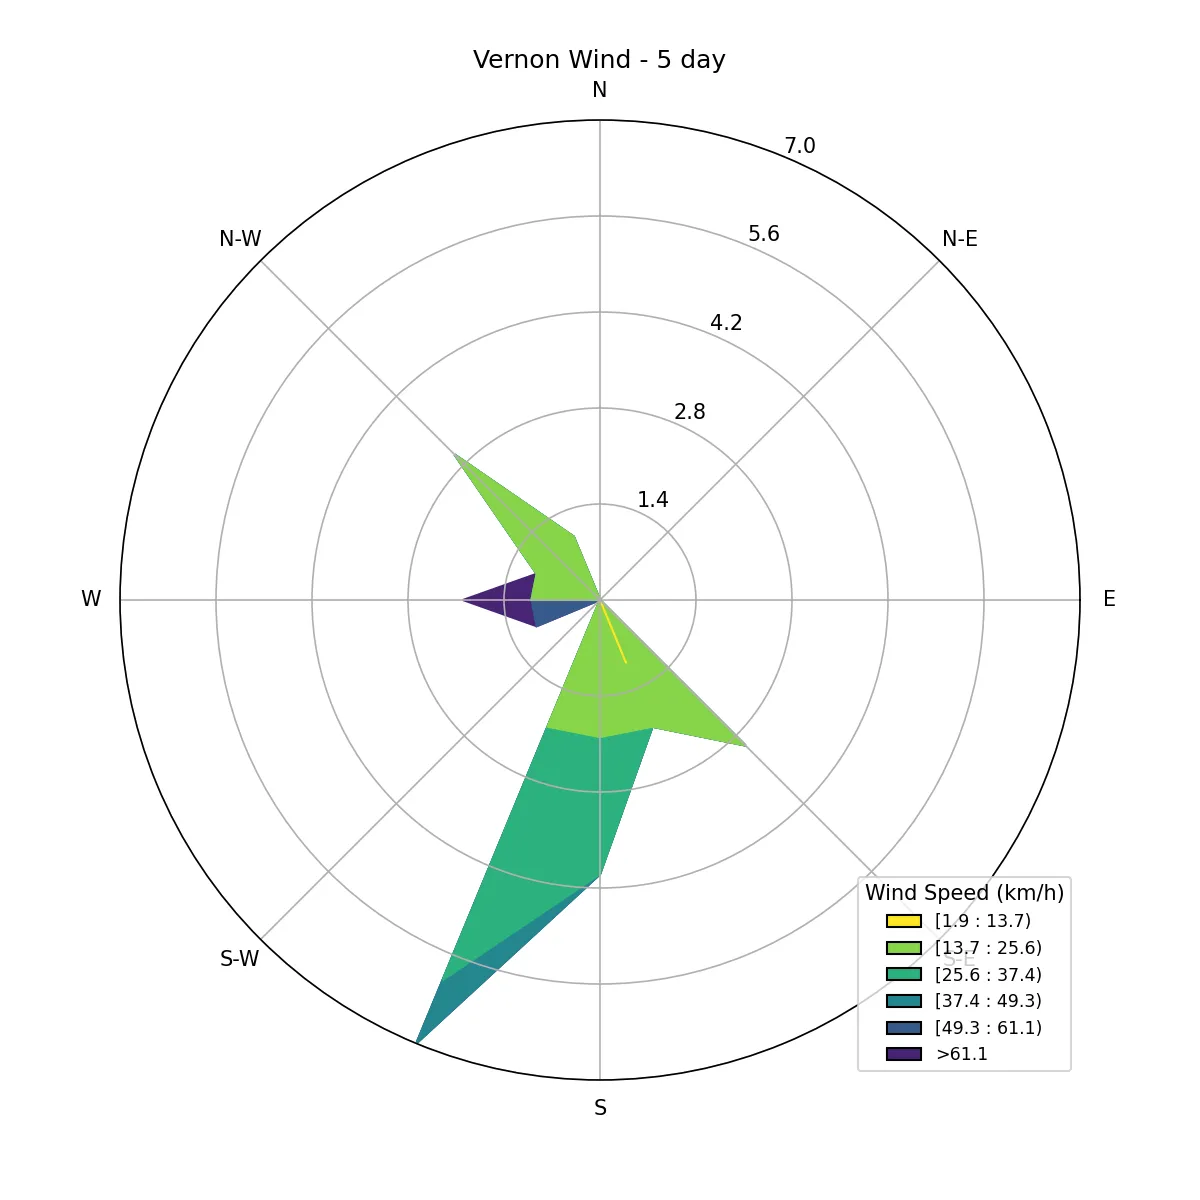 Vernon Wind - 5 day
N
7.0
5.6
N-W
N-E
4.2
2.8
1.4
W
E
Wind Speed (km/h)
[1.9 : 13.7)
[13.7 : 25.6)
S-W
S-E
[25.6 : 37.4)
[37.4 : 49.3)
[49.3 : 61.1)
>61.1
S